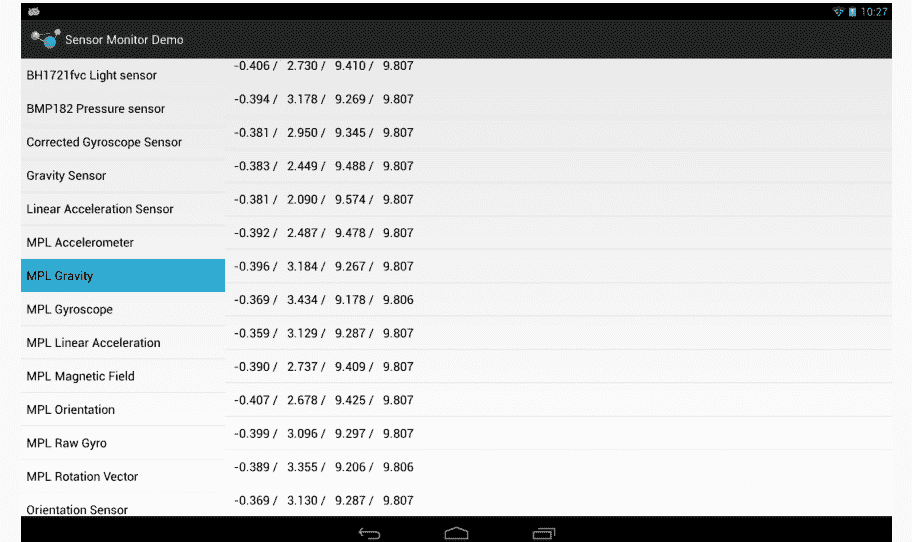 10:27
Sensor Monitor Demo
BH1721fvc Light sensor
BMP182 Pressure sensor
Corrected Gyroscope Sensor
Gravity Sensor
Linear Acceleration Sensor
MPL Accelerometer
MPL Gravity
MPL Gyroscope
MPL Linear Acceleration
MPL Magnetic Field
MPL Orientation
MPL Raw Gyro
MPL Rotation Vector
Orientation Sensor
-0.406 / 2.730 / 9.410 / 9.807
-0.394 / 3.178 / 9.269 / 9.807
-0.381 / 2.950 / 9.345 / 9.807
-0.383 / 2.449 / 9.488 / 9.807
-0.381 / 2.090 / 9.574 / 9.807
-0.392 / 2.487 / 9.478 / 9.807
-0.396 / 3.184 / 9.267 / 9.807
-0.369 / 3.434 / 9.178 / 9.806
-0.359 / 3.129 / 9.287 / 9.807
-0.390 / 2.737 / 9.409 / 9.807
-0.407 / 2.678 / 9.425 / 9.807
-0.399 / 3.096 / 9.297 / 9.807
-0.389 / 3.355 / 9.206 / 9.806
-0.369 / 3.130 / 9.287 / 9.807